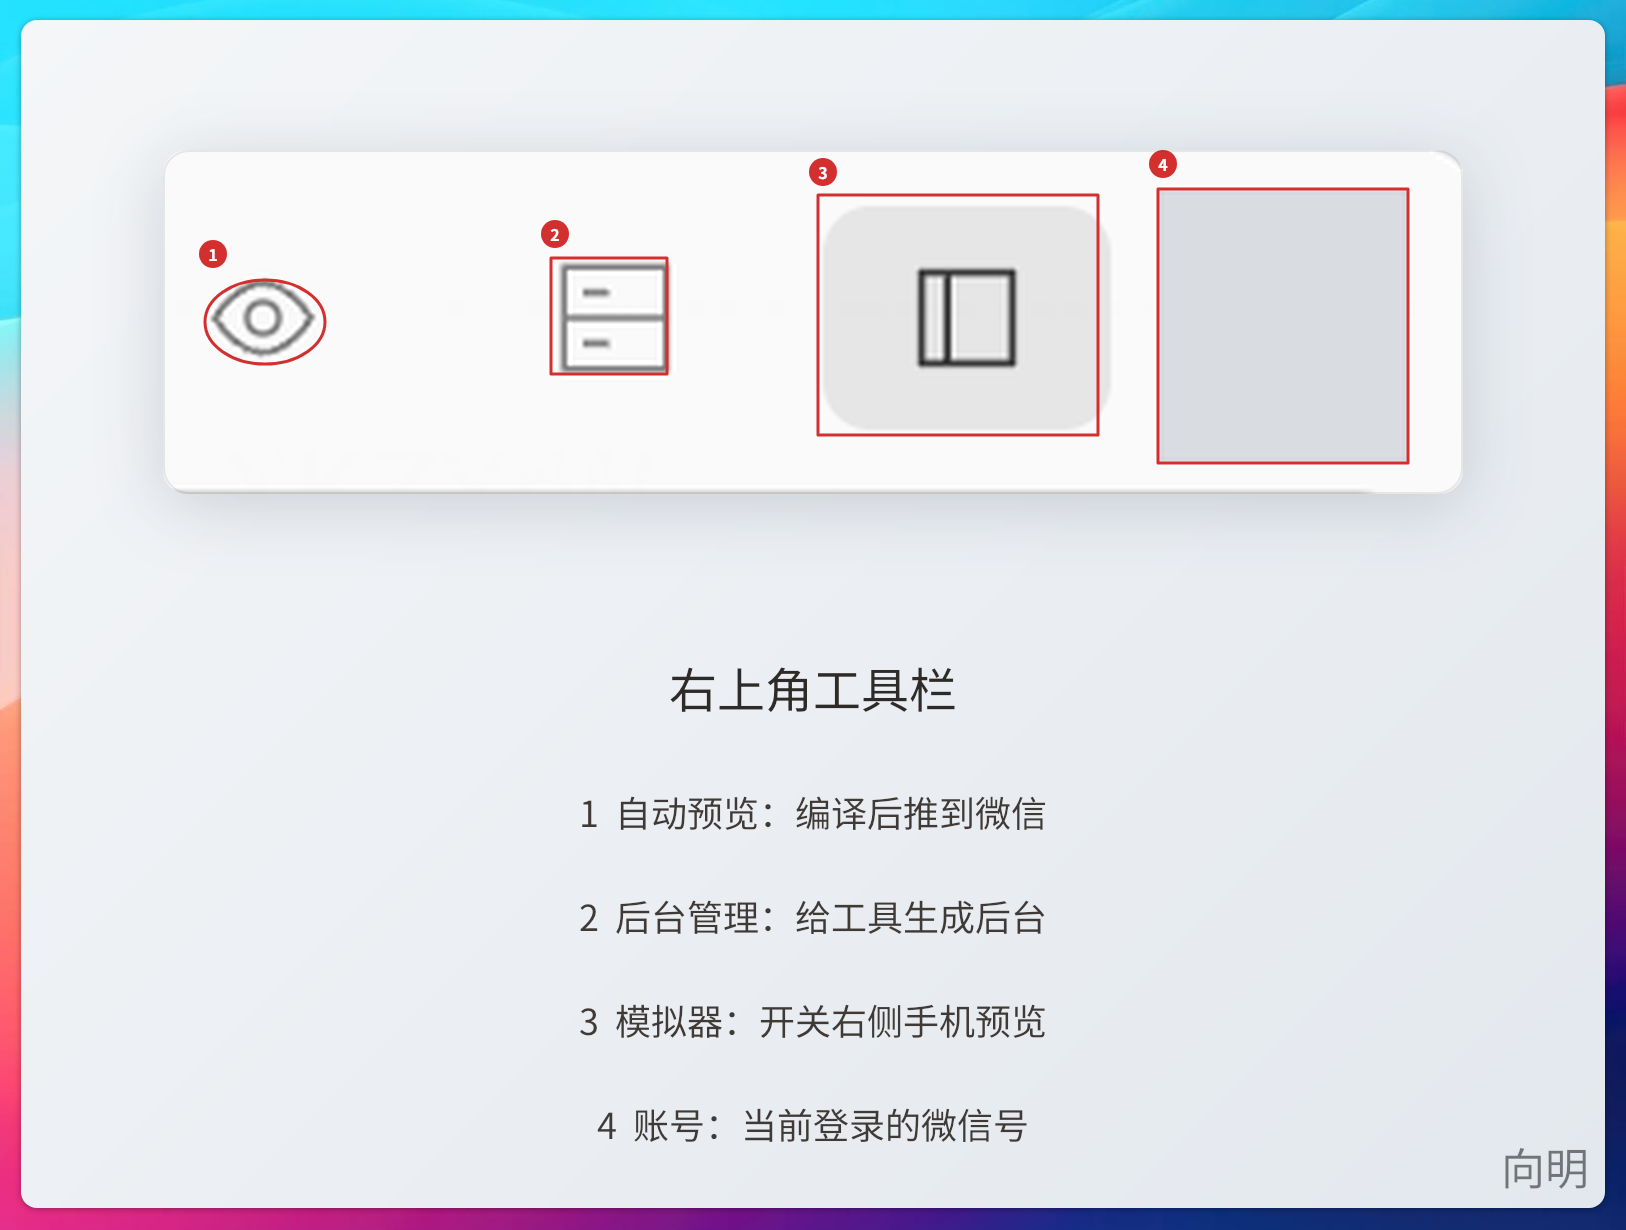 1
2
3
4
右上角工具栏
1 自动预览：编译后推到微信
2 后台管理：给工具生成后台
3 模拟器：开关右侧手机预览
4 账号：当前登录的微信号
向明